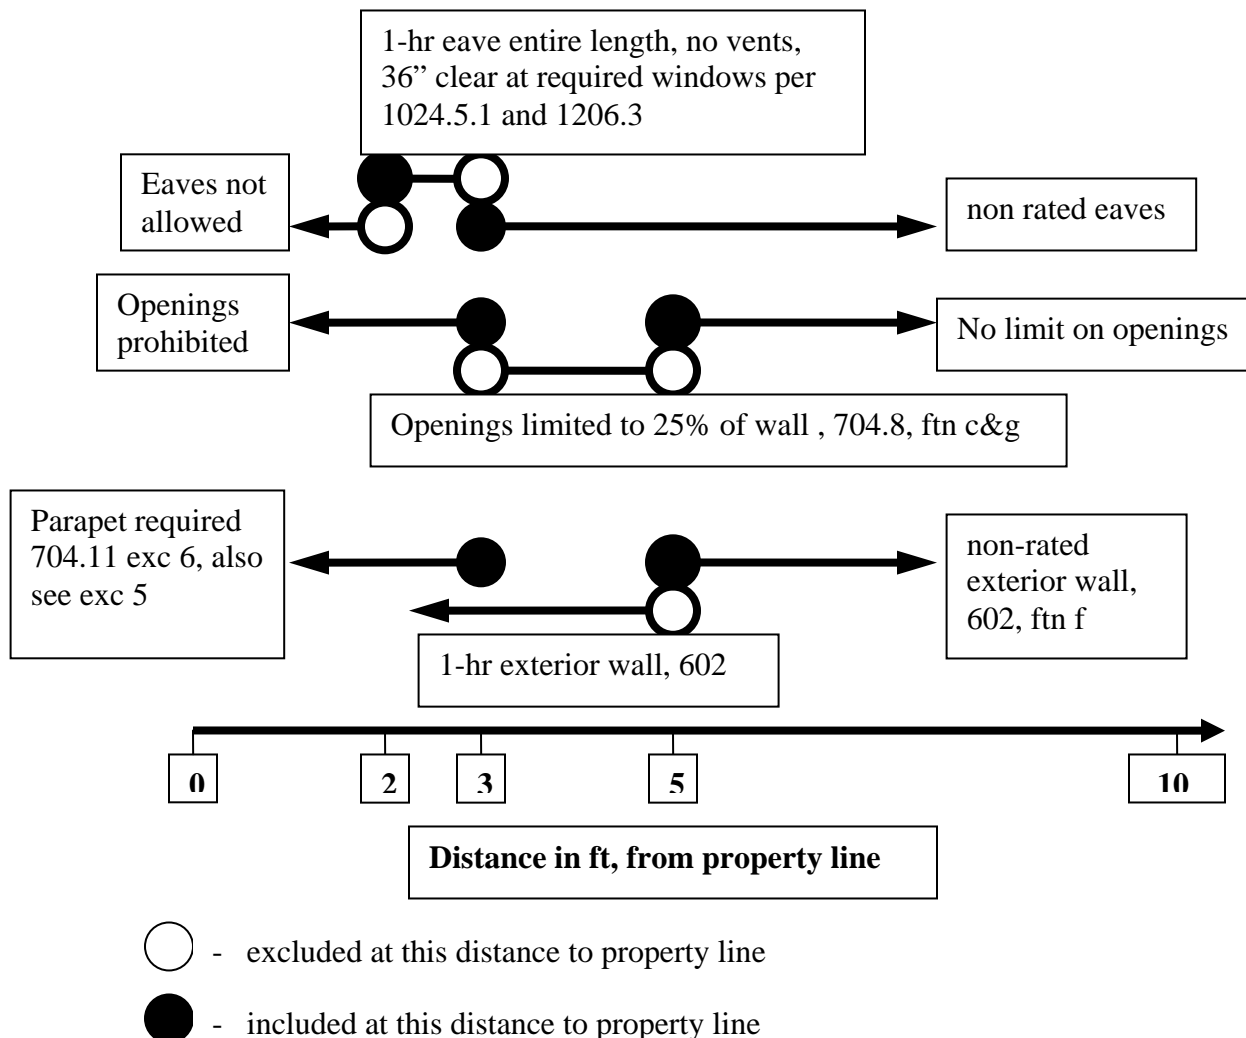 1-hr eave entire length, no vents,
36” clear at required windows per
1024.5.1 and 1206.3
Eaves not
allowed
non rated eaves
Openings
prohibited
No limit on openings
Openings limited to 25% of wall , 704.8, ftn c&g
Parapet required
704.11 exc 6, also
see exc 5
non-rated
exterior wall,
602, ftn f
1-hr exterior wall, 602
0
2
3
5
10
Distance in ft, from property line
- excluded at this distance to property line
- included at this distance to property line